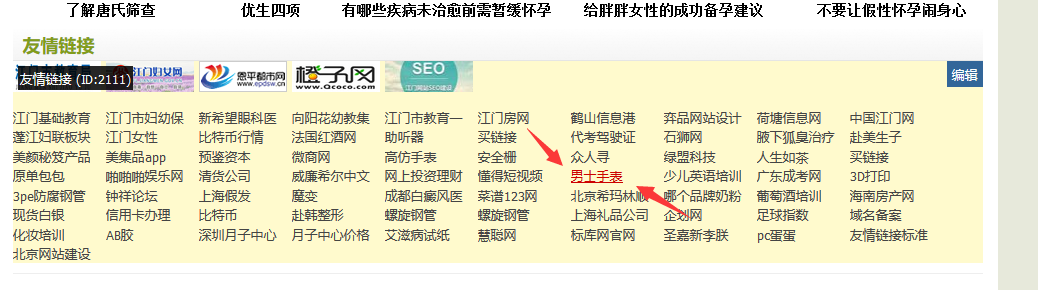 了解唐氏筛查 优生四项 有哪些疾病未治愈前需暂缓怀孕 给胖胖女性的成功备孕建议 不要让假性怀孕闹身心
友情链接
友情链接 (ID:2111) 江门妇女网 恩平都市网 www.epdsw.cn 橙子网 www.Qcoco.com SEO 编辑
江门基础教育 江门市妇幼保 新希望眼科医 向阳花幼教集 江门市教育一 江门房网 鹤山信息港 弈品网站设计 荷塘信息网 中国江门网
蓬江妇联板块 江门女性 比特币行情 法国红酒网 助听器 买链接 代考驾驶证 石狮网 腋下狐臭治疗 赴美生子
美颜秘笈产品 美集品app 预鉴资本 微商网 高仿手表 安全栅 众人寻 绿盟科技 人生如茶 买链接
原单包包 啪啪啪娱乐网 清货公司 威廉希尔中文 网上投资理财 懂得短视频 男士手表 少儿英语培训 广东成考网 3D打印
3pe防腐钢管 钟祥论坛 上海假发 魔变 成都白癜风医 菜谱123网 北京希玛林顺 哪个品牌奶粉 葡萄酒培训 海南房产网
现货白银 信用卡办理 比特币 赴韩整形 螺旋钢管 螺旋钢管 上海礼品公司 企划网 足球指数 域名备案
化妆培训 AB胶 深圳月子中心 月子中心价格 艾滋病试纸 慧聪网 标库网官网 圣嘉新李朕 pc蛋蛋 友情链接标准
北京网站建设